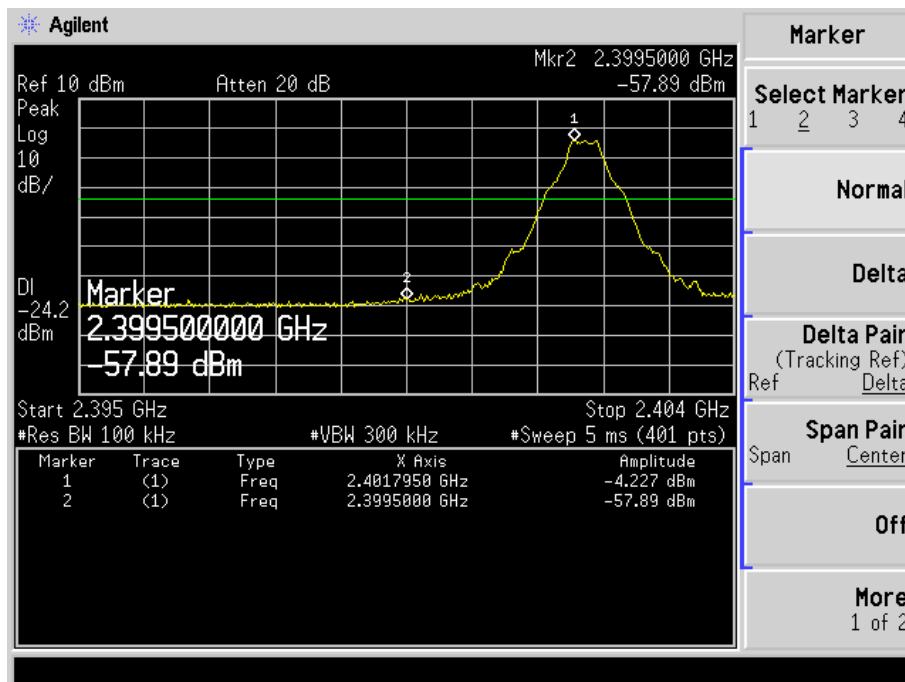 Agilent
Marker
Mkr2 2.3995000 GHz
Ref 10 dBm Atten 20 dB -57.89 dBm
Peak
Log
10
dB/
1
2
DI
-24.2
dBm
Marker
2.399500000 GHz
-57.89 dBm
Start 2.395 GHz Stop 2.404 GHz
#Res BW 100 kHz #VBW 300 kHz #Sweep 5 ms (401 pts)
Marker Trace Type X Axis Amplitude
1 (1) Freq 2.4017950 GHz -4.227 dBm
2 (1) Freq 2.3995000 GHz -57.89 dBm
Select Marker
1 2 3 4
Normal
Delta
Delta Pair
(Tracking Ref)
Ref Delta
Span Pair
Span Center
Off
More
1 of 2